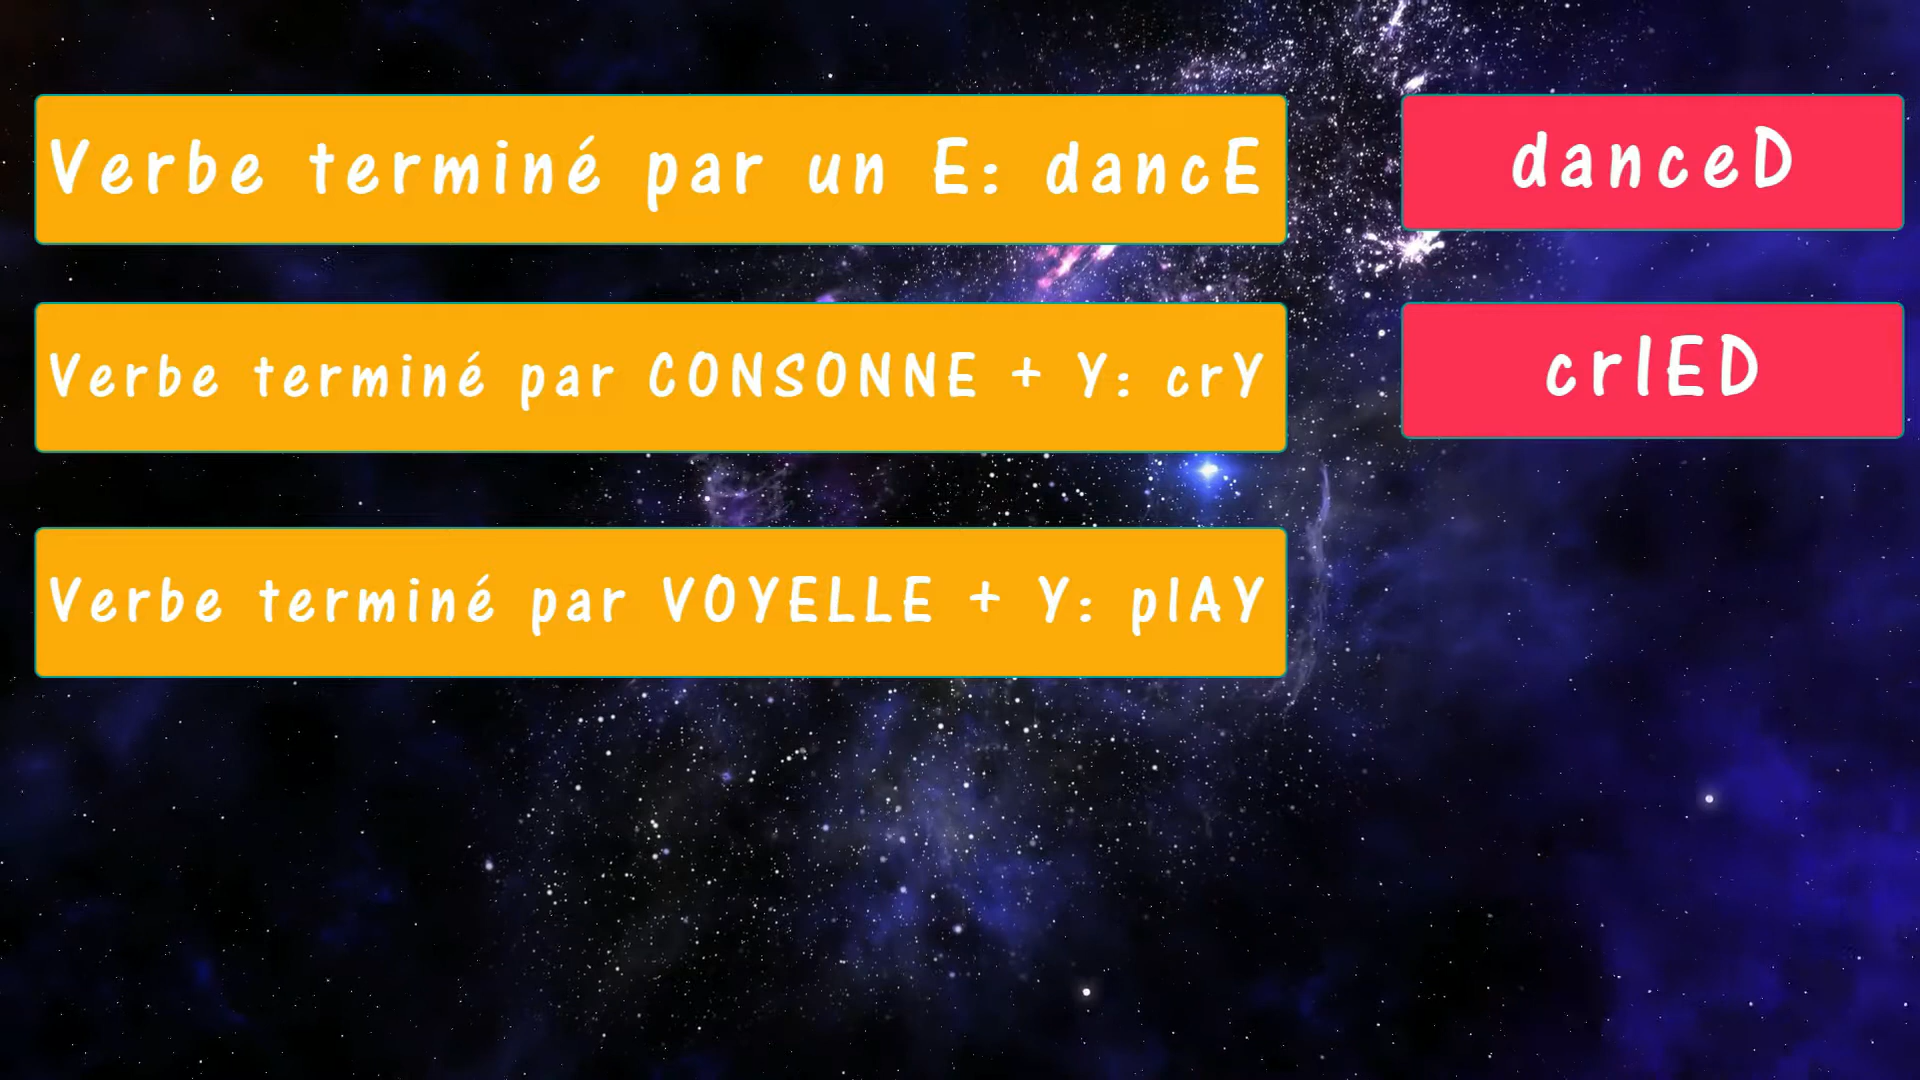 Verbe terminé par un E: dancE
danceD
Verbe terminé par CONSONNE + Y: crY
crIED
Verbe terminé par VOYELLE + Y: plAY